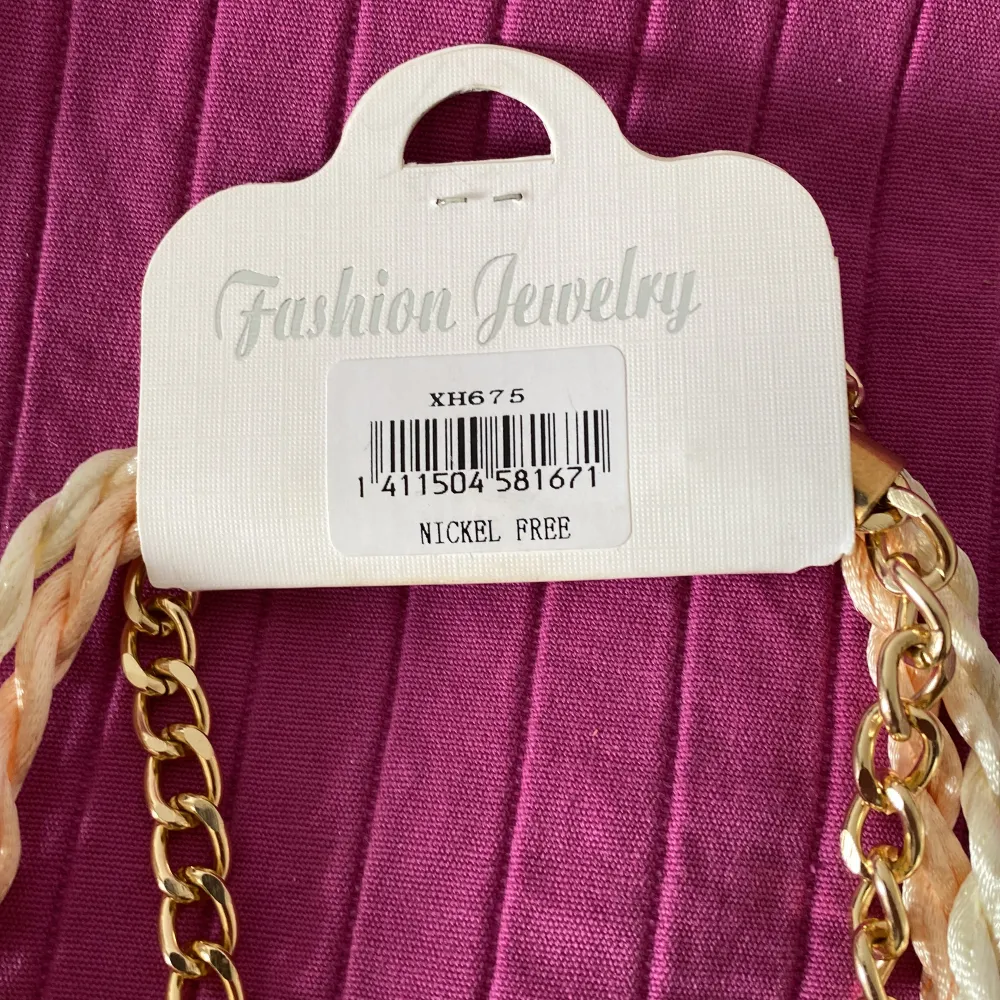 Fashion Jewelry
XH675
1 411504 581671
NICKEL FREE